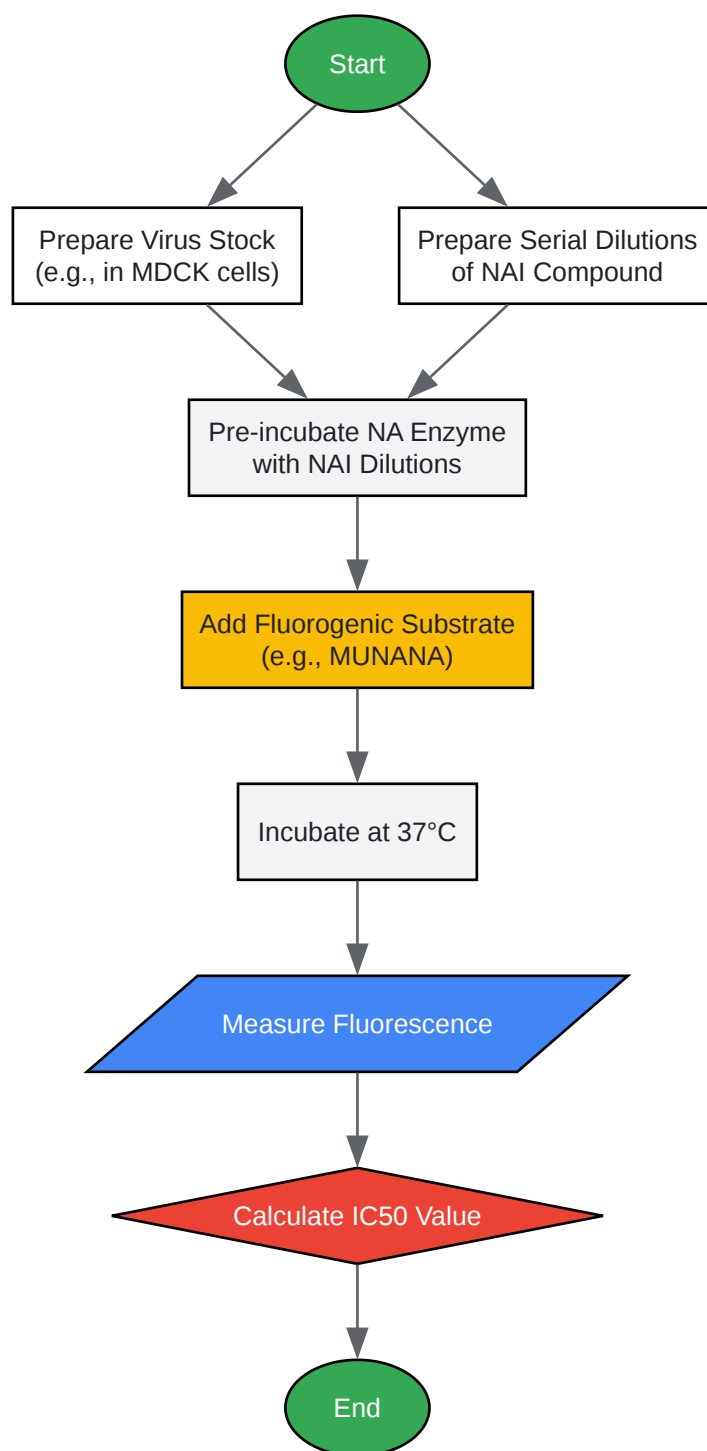 Start
Prepare Virus Stock
(e.g., in MDCK cells)
Prepare Serial Dilutions
of NAI Compound
Pre-incubate NA Enzyme
with NAI Dilutions
Add Fluorogenic Substrate
(e.g., MUNANA)
Incubate at 37°C
Measure Fluorescence
Calculate IC50 Value
End